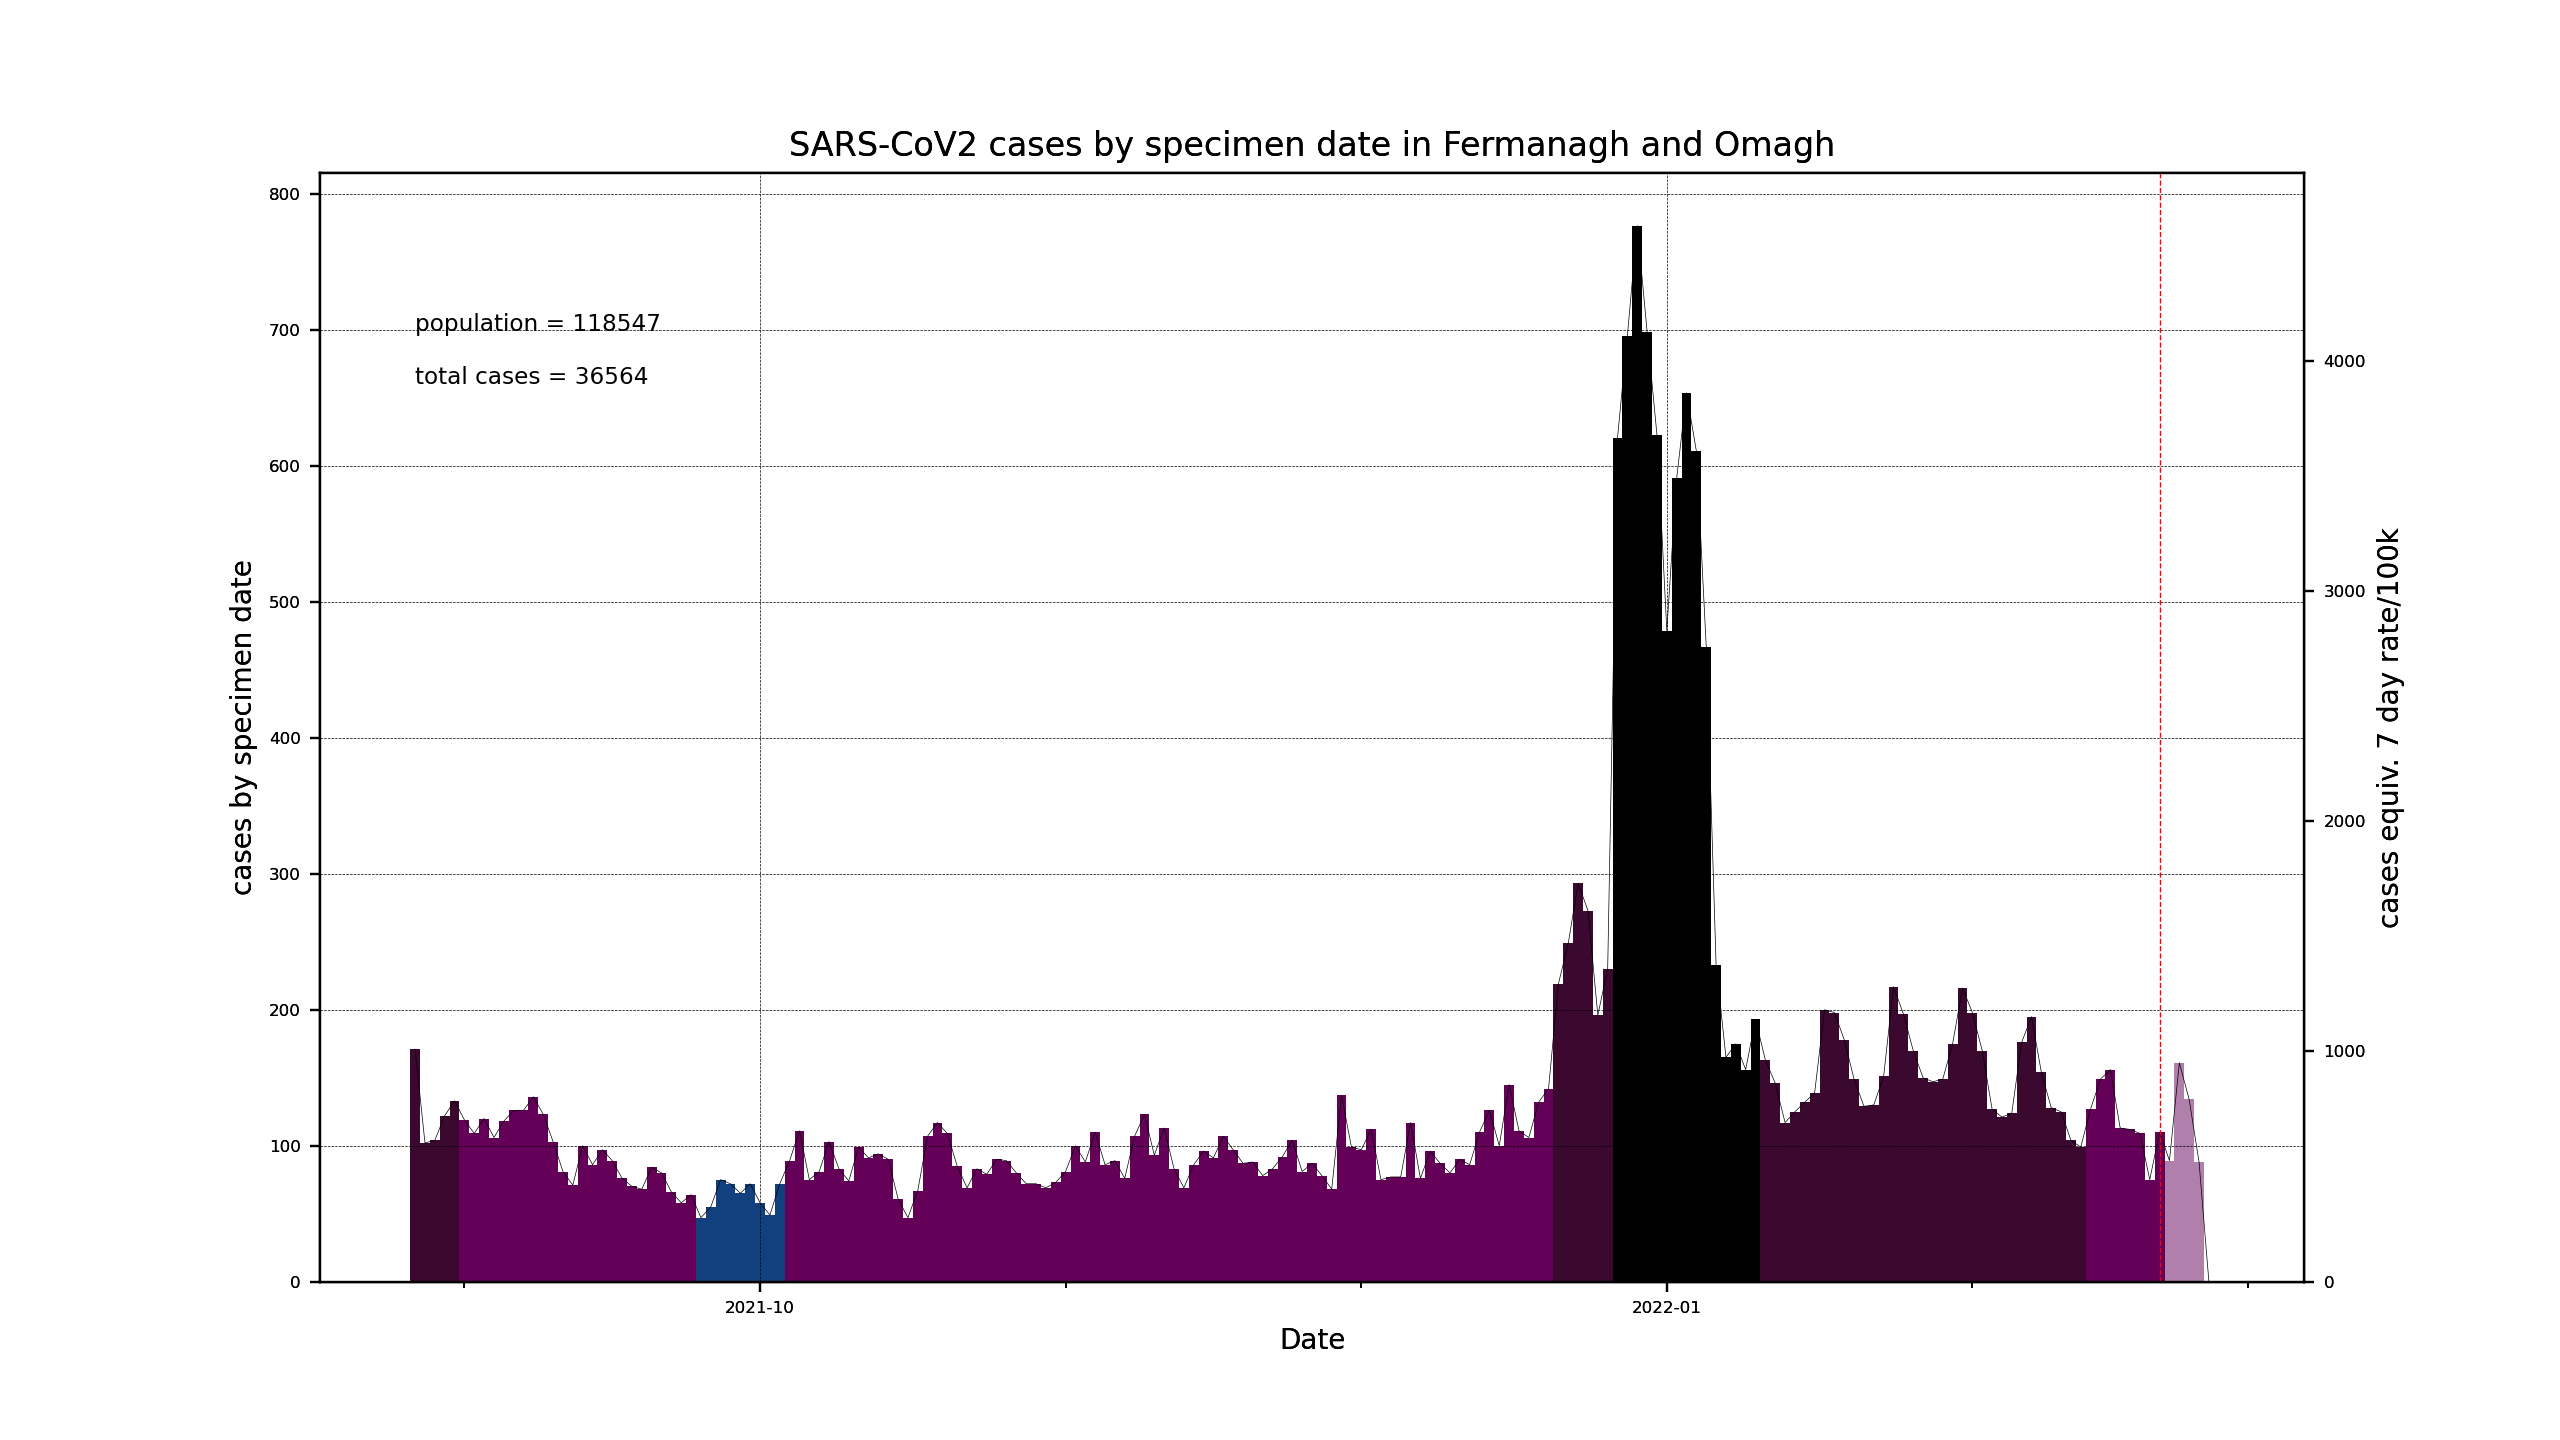 SARS-CoV2 cases by specimen date in Fermanagh and Omagh
population = 118547
total cases = 36564
cases by specimen date
800
700
600
500
400
300
200
100
0
4000
3000
2000
1000
0
cases equiv. 7 day rate/100k
2021-10
2022-01
Date